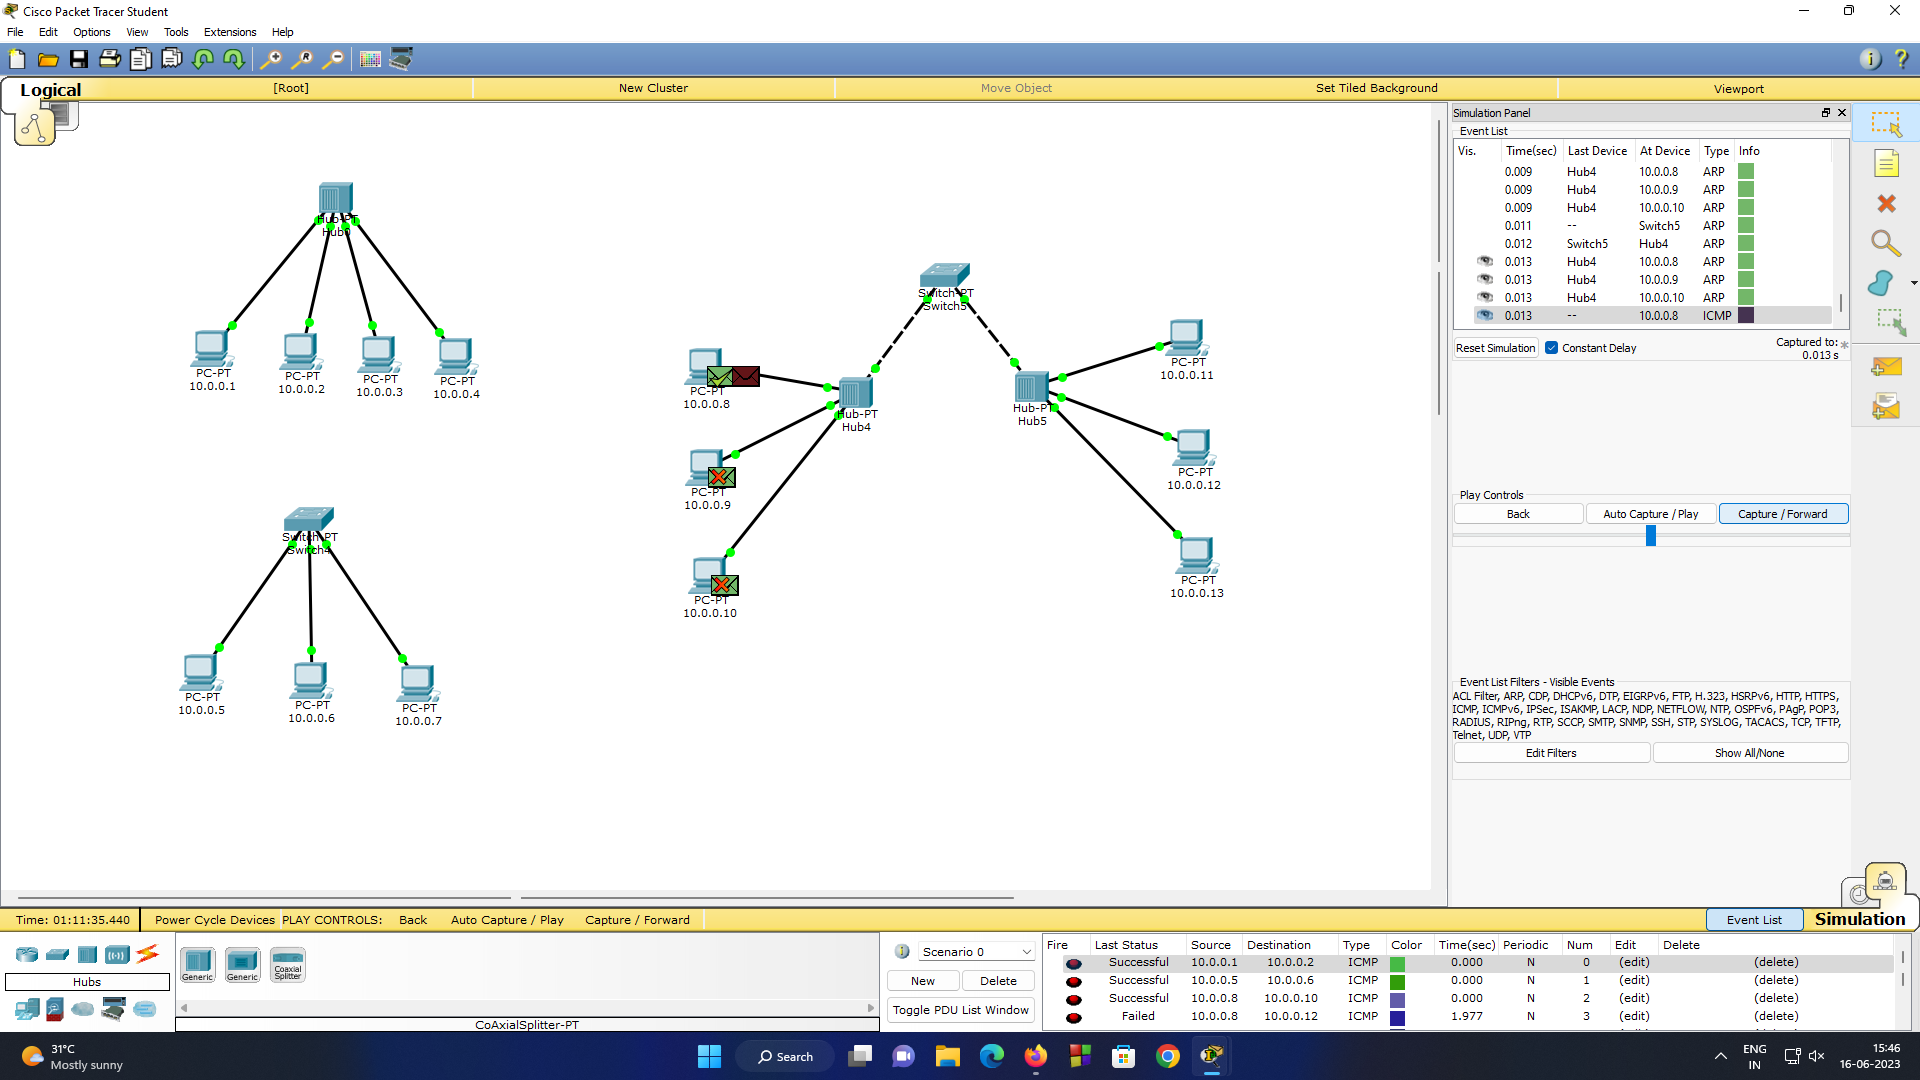 Cisco Packet Tracer Student
File Edit Options View Tools Extensions Help
Logical [Root] New Cluster Move Object Set Tiled Background Viewport
Hub-PT
Hub0
PC-PT
10.0.0.1
PC-PT
10.0.0.2
PC-PT
10.0.0.3
PC-PT
10.0.0.4
Switch-PT
Switch4
PC-PT
10.0.0.5
PC-PT
10.0.0.6
PC-PT
10.0.0.7
Switch-PT
Switch5
PC-PT
10.0.0.8
Hub-PT
Hub4
PC-PT
10.0.0.9
PC-PT
10.0.0.10
Hub-PT
Hub5
PC-PT
10.0.0.11
PC-PT
10.0.0.12
PC-PT
10.0.0.13
Simulation Panel
Event List
Vis. Time(sec) Last Device At Device Type Info
0.009 Hub4 10.0.0.8 ARP
0.009 Hub4 10.0.0.9 ARP
0.009 Hub4 10.0.0.10 ARP
0.011 -- Switch5 ARP
0.012 Switch5 Hub4 ARP
0.013 Hub4 10.0.0.8 ARP
0.013 Hub4 10.0.0.9 ARP
0.013 Hub4 10.0.0.10 ARP
0.013 -- 10.0.0.8 ICMP
Reset Simulation Constant Delay Captured to: *
0.013 s
Play Controls
Back Auto Capture / Play Capture / Forward
Event List Filters - Visible Events
ACL Filter, ARP, CDP, DHCPv6, DTP, EIGRPv6, FTP, H.323, HSRPv6, HTTP, HTTPS,
ICMP, ICMPv6, IPSec, ISAKMP, LACP, NDP, NETFLOW, NTP, OSPFv6, PAgP, POP3,
RADIUS, RIPng, RTP, SCCP, SMTP, SNMP, SSH, STP, SYSLOG, TACACS, TCP, TFTP,
Telnet, UDP, VTP
Edit Filters Show All/None
Time: 01:11:35.440 Power Cycle Devices PLAY CONTROLS: Back Auto Capture / Play Capture / Forward Event List Simulation
Hubs
Generic Generic Coaxial Splitter
CoAxialSplitter-PT
Scenario 0
New Delete
Toggle PDU List Window
Fire Last Status Source Destination Type Color Time(sec) Periodic Num Edit Delete
Successful 10.0.0.1 10.0.0.2 ICMP 0.000 N 0 (edit) (delete)
Successful 10.0.0.5 10.0.0.6 ICMP 0.000 N 1 (edit) (delete)
Successful 10.0.0.8 10.0.0.10 ICMP 0.000 N 2 (edit) (delete)
Failed 10.0.0.8 10.0.0.12 ICMP 1.977 N 3 (edit) (delete)
31°C
Mostly sunny
Search
ENG
IN
15:46
16-06-2023